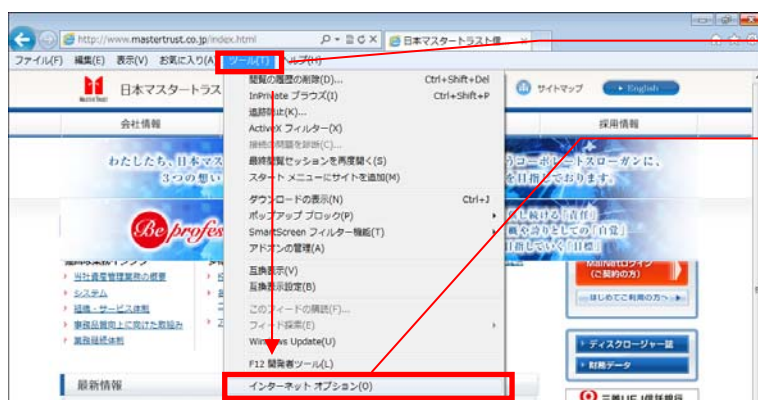 http://www.mastertrust.co.jp/index.html
日本マスタートラスト信
ファイル(F) 編集(E) 表示(V) お気に入り(A) ツール(T) ヘルプ(H)
日本マスタートラス
サイトマップ
English
会社情報
採用情報
わたしたち、日本マス
うコーポレートスローガンに、
3つの想い
を目指しております。
Be profes
し続ける「責任」
観や誇りとしての「自覚」
目指していく「目標」
閲覧の履歴の削除(D)... Ctrl+Shift+Del
InPrivate ブラウズ(I) Ctrl+Shift+P
追跡防止(K)...
ActiveX フィルター(X)
接続の問題を診断(C)...
最終閲覧セッションを再度開く(S)
スタート メニューにサイトを追加(M)
ダウンロードの表示(N) Ctrl+J
ポップアップ ブロック(P)
SmartScreen フィルター機能(T)
アドオンの管理(A)
互換表示(V)
互換表示設定(B)
このフィードの購読(F)...
フィード探索(E)
Windows Update(U)
F12 開発者ツール(L)
インターネット オプション(O)
当社資産管理業務の概要
システム
組織・サービス体制
事務品質向上に向けた取組み
業務継続体制
最新情報
MailNetログイン
(ご契約の方)
はじめてご利用の方へ
ディスクロージャー誌
財務データ
三菱UFJ信託銀行